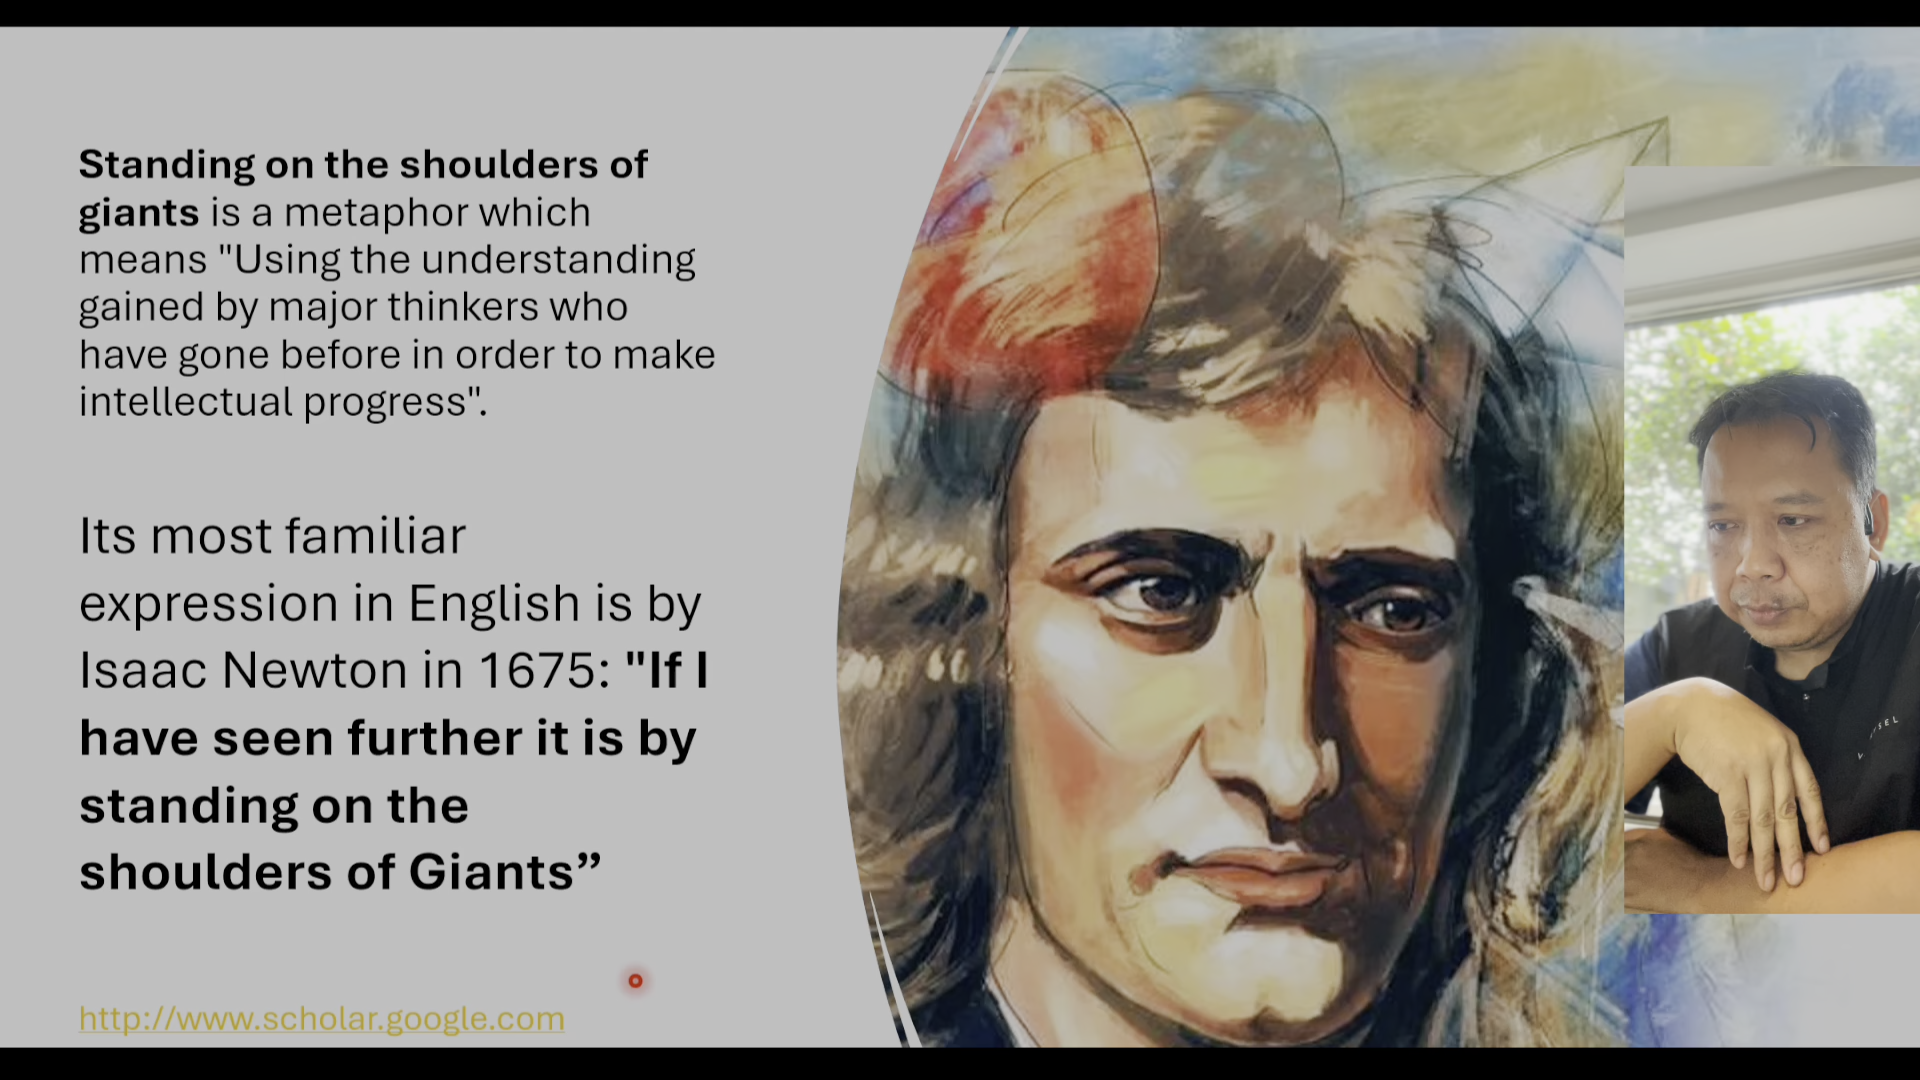 Standing on the shoulders of
giants is a metaphor which
means "Using the understanding
gained by major thinkers who
have gone before in order to make
intellectual progress".
Its most familiar
expression in English is by
Isaac Newton in 1675: "If I
have seen further it is by
standing on the
shoulders of Giants”
http://www.scholar.google.com